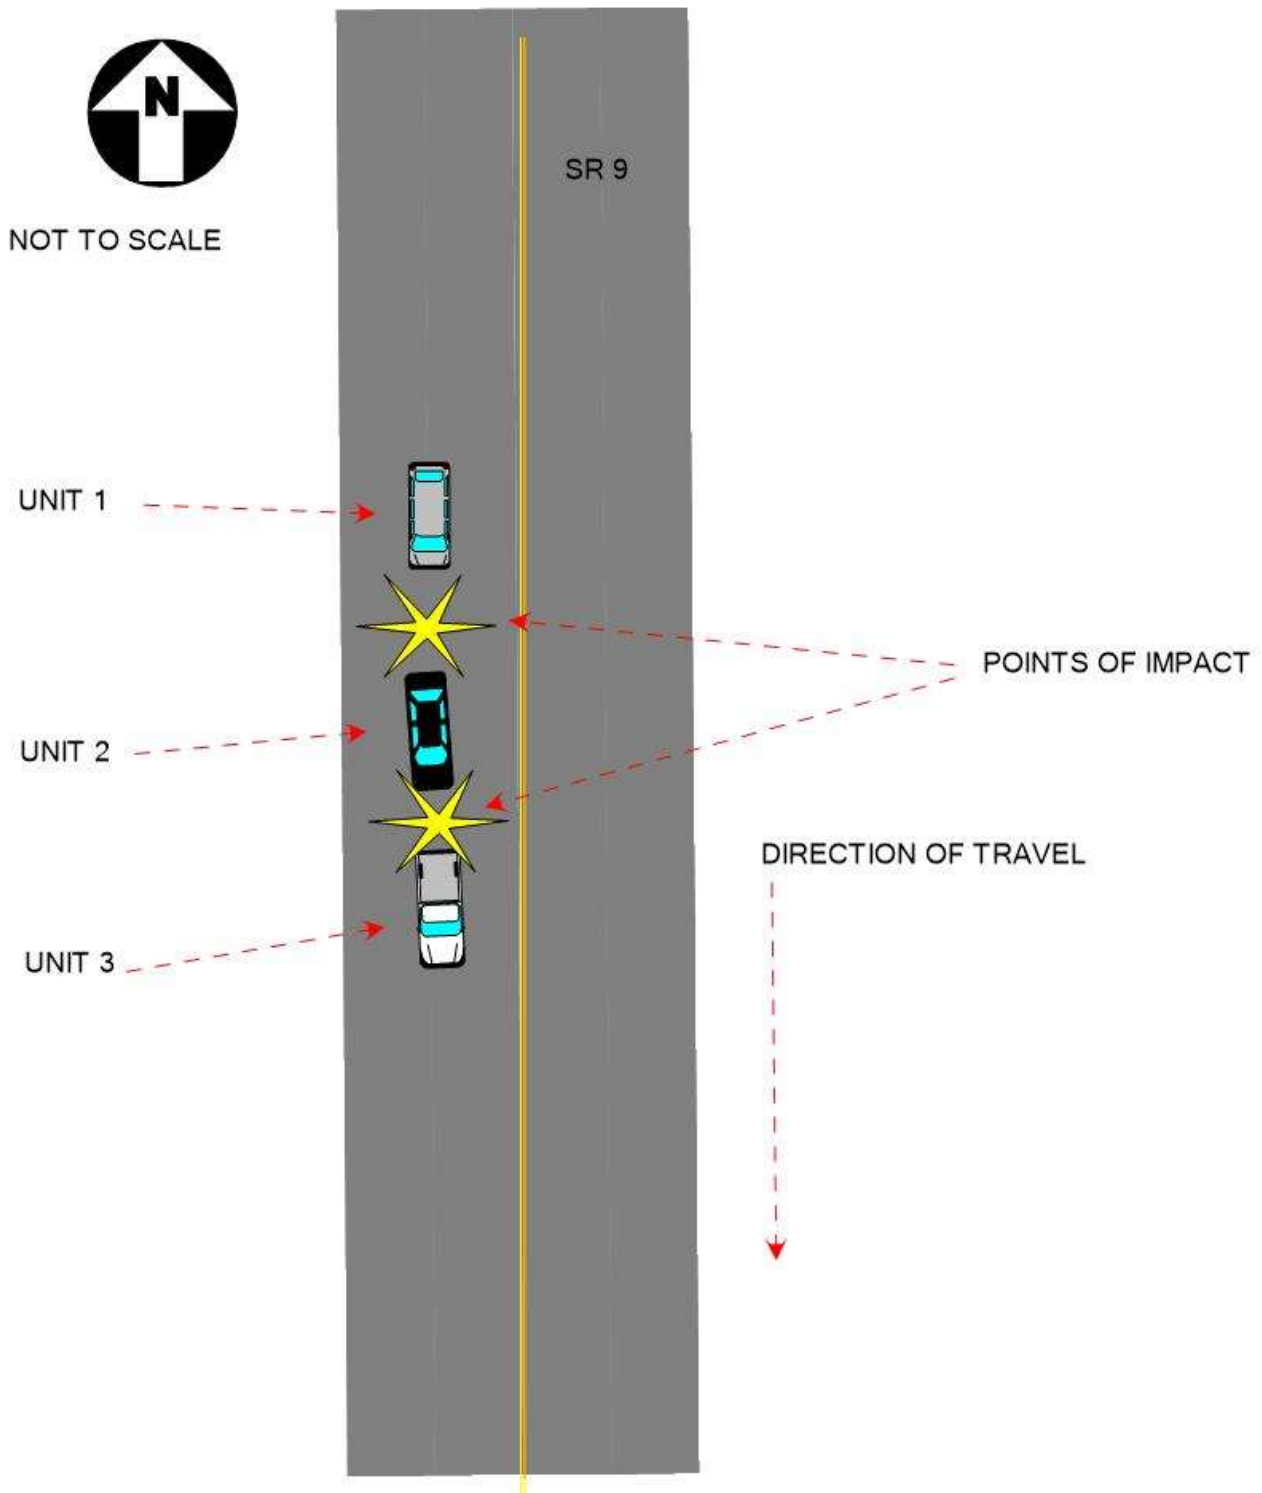 N
SR 9
NOT TO SCALE
UNIT 1
POINTS OF IMPACT
UNIT 2
DIRECTION OF TRAVEL
UNIT 3